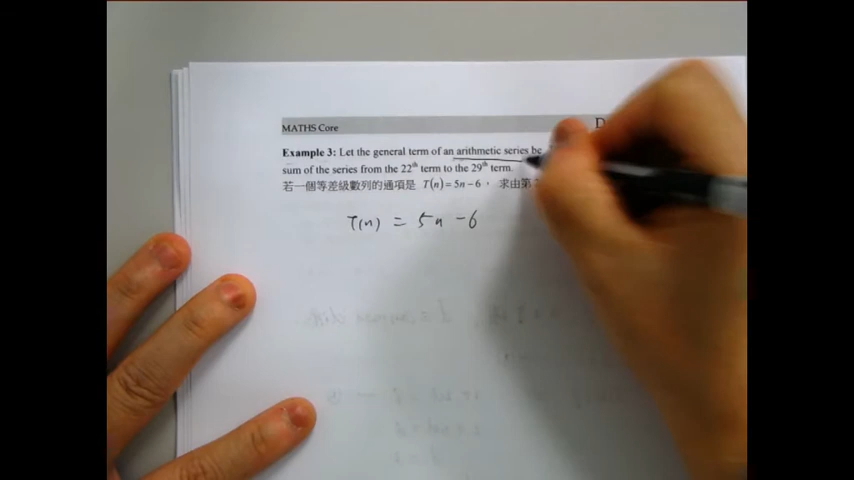 MATHS Core D
Example 3: Let the general term of an arithmetic series be
sum of the series from the 22th term to the 29th term.
若一個等差級數列的通項是 T(n)=5n−6， 求由第
T(n) = 5n −6